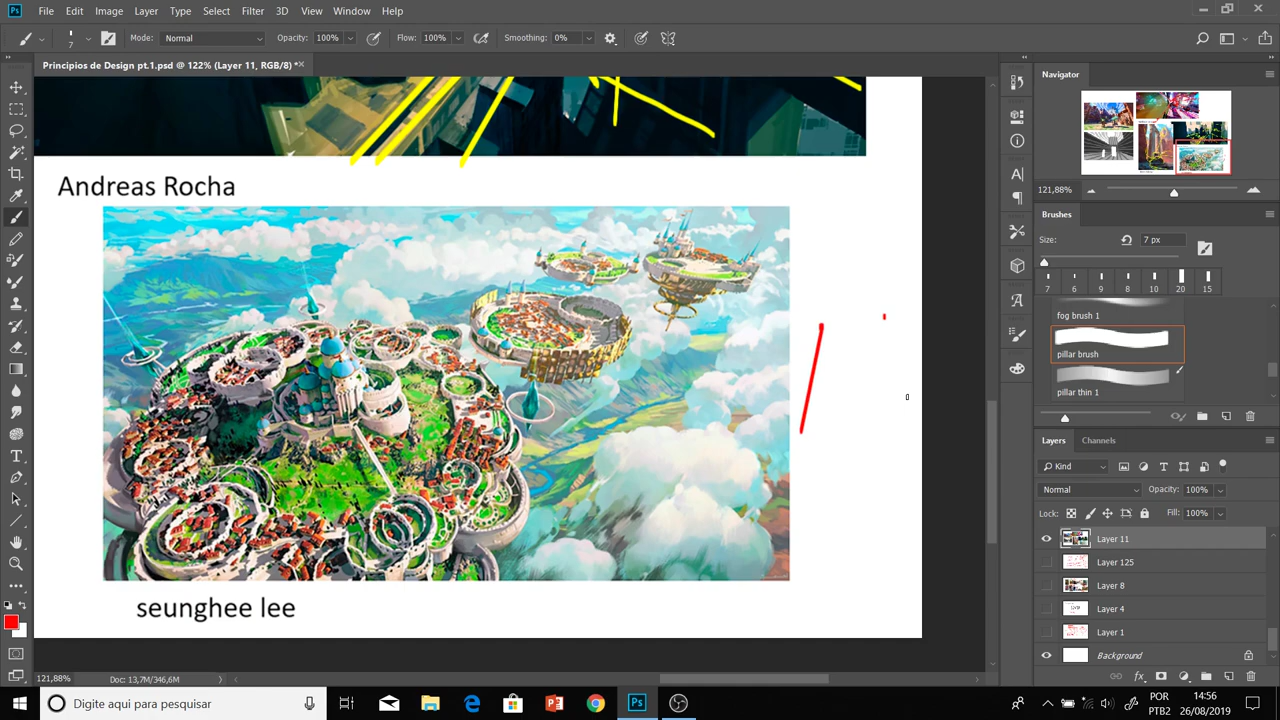 Ps File Edit Image Layer Type Select Filter 3D View Window Help
7 Mode: Normal Opacity: 100% Flow: 100% Smoothing: 0%
Principios de Design pt.1.psd @ 122% (Layer 11, RGB/8) *
Andreas Rocha
seunghee lee
121,88% Doc: 13,7M/346,6M
Navigator
121,88%
Brushes
Size: 7 px
7 6 9 8 10 20 15
fog brush 1
pillar brush
pillar thin 1
Layers Channels
Kind
Normal Opacity: 100%
Lock: Fill: 100%
Layer 11
Layer 125
Layer 8
Layer 4
Layer 1
Background
fx
Digite aqui para pesquisar
Ps
POR 14:56
PTB2 26/08/2019